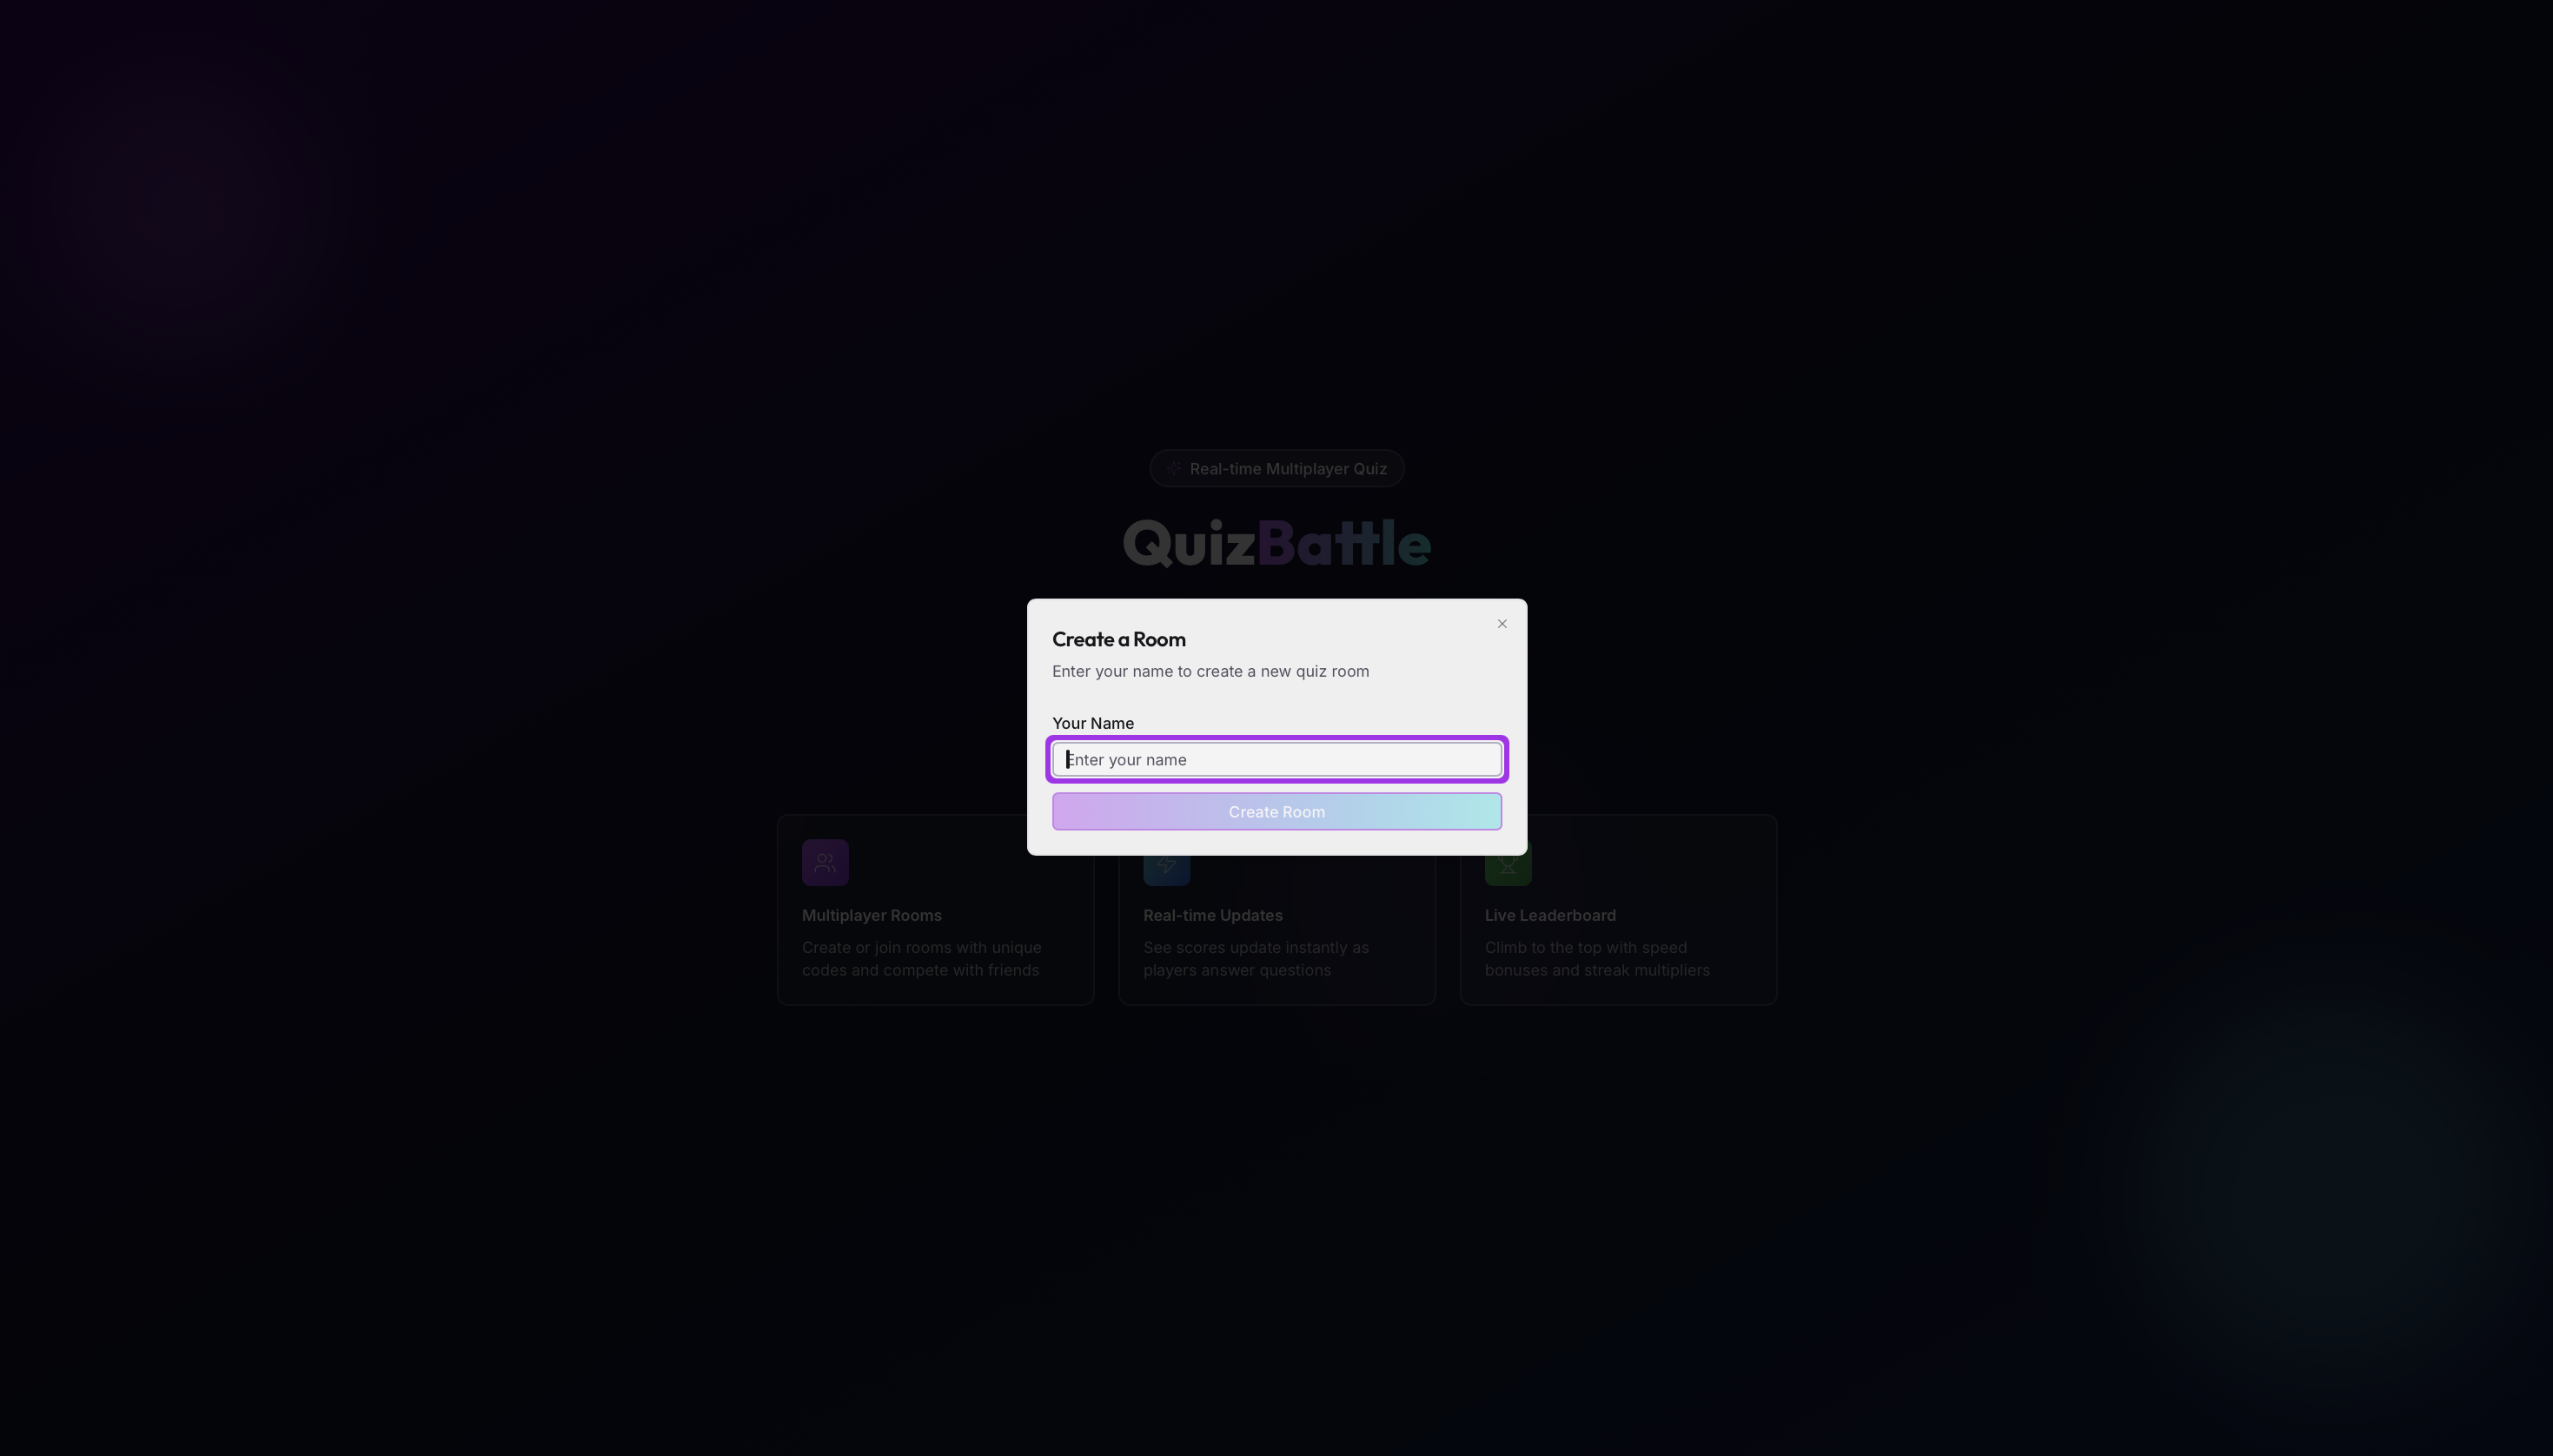 Real-time Multiplayer Quiz
QuizBattle
Create a Room
Enter your name to create a new quiz room
Your Name
Enter your name
Create Room
Multiplayer Rooms
Create or join rooms with unique
codes and compete with friends
Real-time Updates
See scores update instantly as
players answer questions
Live Leaderboard
Climb to the top with speed
bonuses and streak multipliers